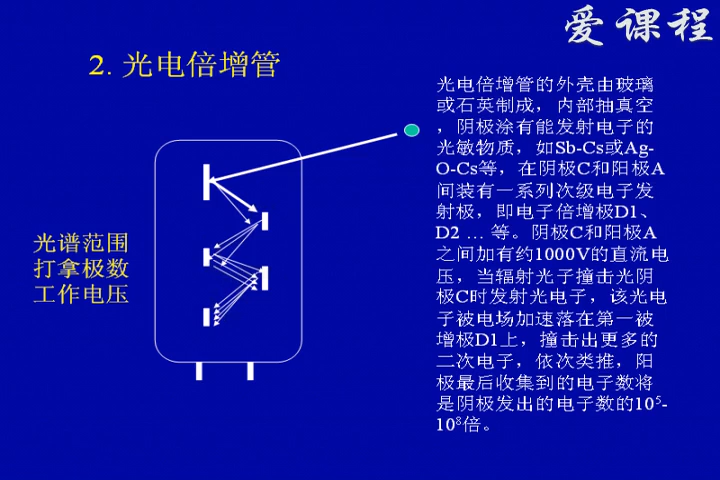 爱课程
2. 光电倍增管
光电倍增管的外壳由玻璃
或石英制成，内部抽真空
，阴极涂有能发射电子的
光敏物质，如Sb-Cs或Ag-
O-Cs等，在阴极C和阳极A
间装有一系列次级电子发
射极，即电子倍增极D1、
D2 … 等。阴极C和阳极A
之间加有约1000V的直流电
压，当辐射光子撞击光阴
极C时发射光电子，该光电
子被电场加速落在第一被
增极D1上，撞击出更多的
二次电子，依次类推，阳
极最后收集到的电子数将
是阴极发出的电子数的10⁵-
10⁸倍。
光谱范围
打拿极数
工作电压